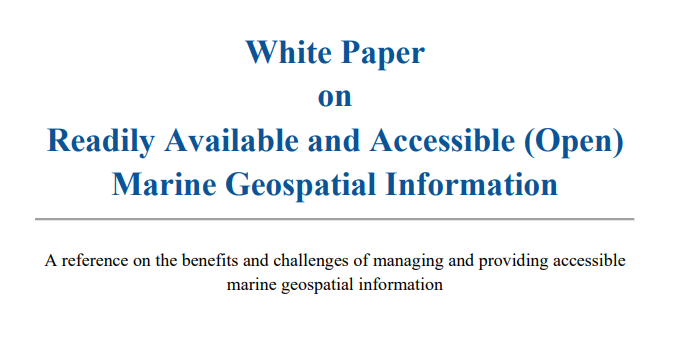 White Paper
on
Readily Available and Accessible (Open)
Marine Geospatial Information
A reference on the benefits and challenges of managing and providing accessible
marine geospatial information